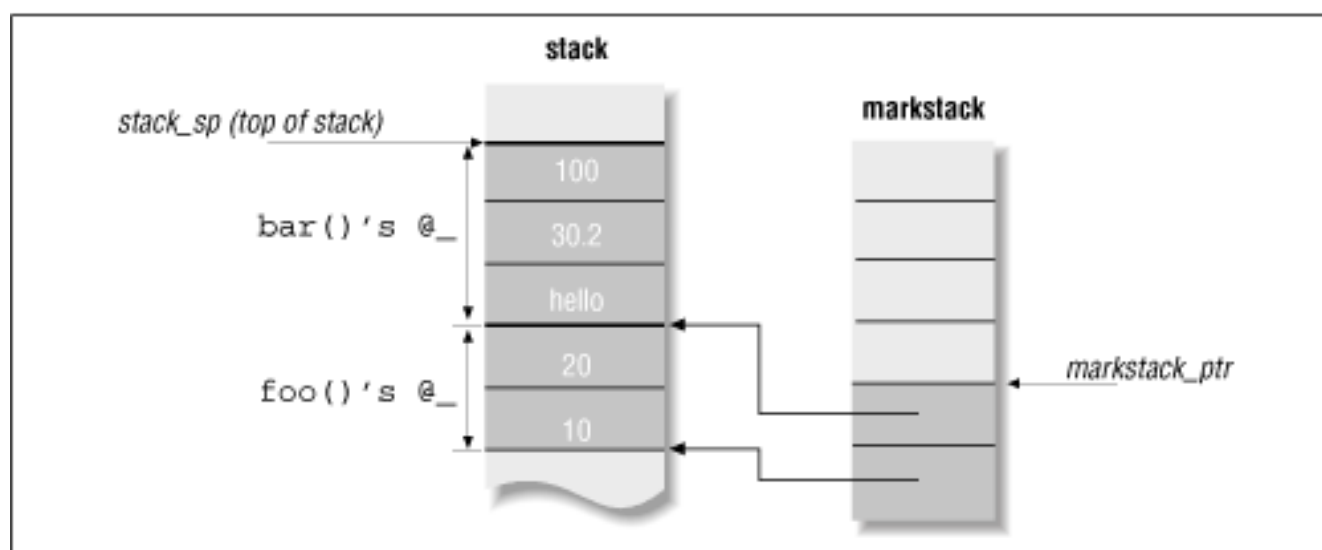 stack
markstack
stack_sp (top of stack)
100
bar()'s @_
30.2
hello
20
markstack_ptr
foo()'s @_
10